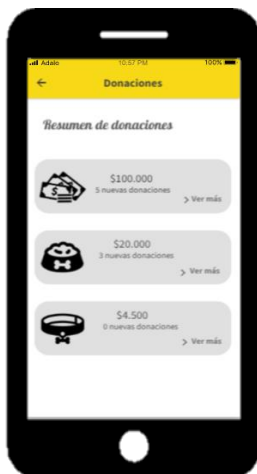 Adalo 10:57 PM 100%
Donaciones
Resumen de donaciones
$100.000
5 nuevas donaciones
Ver más
$20.000
3 nuevas donaciones
Ver más
$4.500
0 nuevas donaciones
Ver más